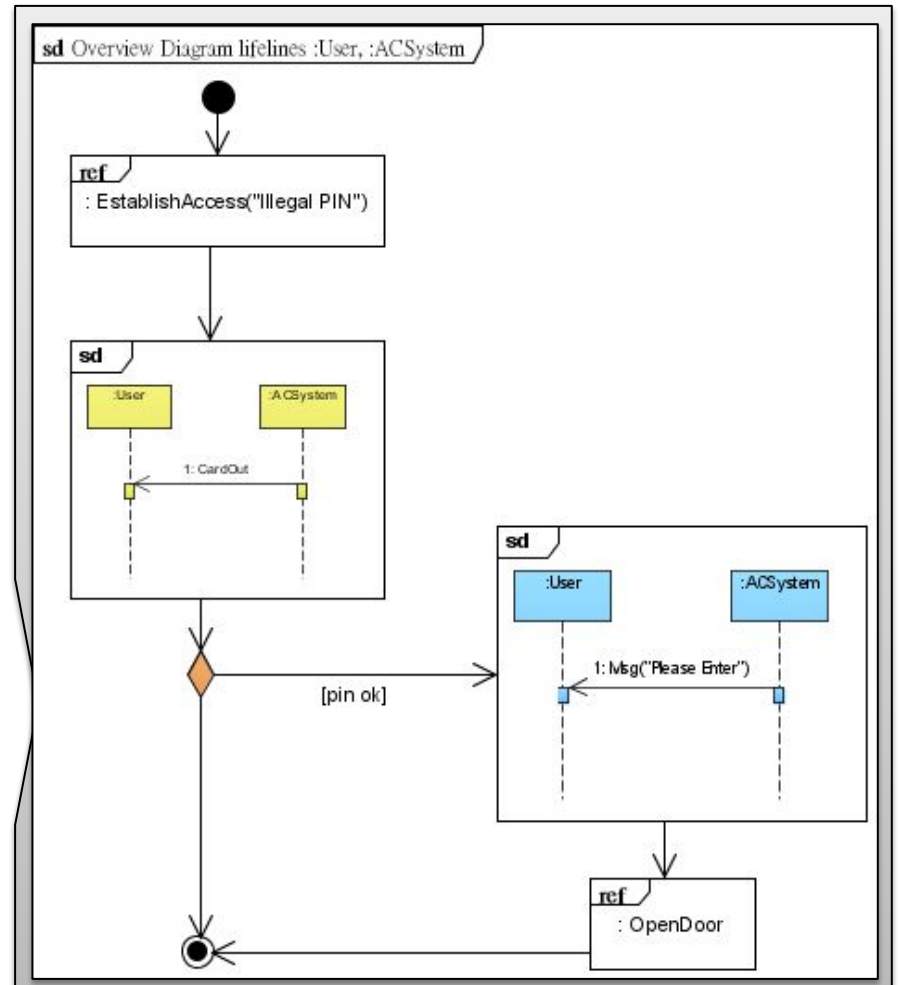 sd Overview Diagram lifelines :User, :ACSystem
ref
: EstablishAccess("Illegal PIN")
sd
:User
:ACSystem
1: CardOut
sd
:User
:ACSystem
1: Msg("Please Enter")
[pin ok]
ref
: OpenDoor